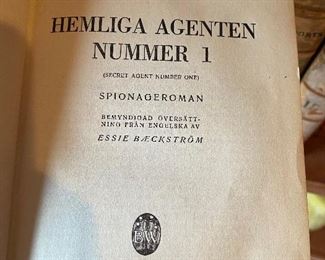 HEMLIGA AGENTEN
NUMMER 1
(SECRET AGENT NUMBER ONE)
SPIONAGEROMAN
BEMYNDIGAD ÖVERSÄTT-
NING FRÅN ENGELSKA AV
ESSIE BÆCKSTRÖM